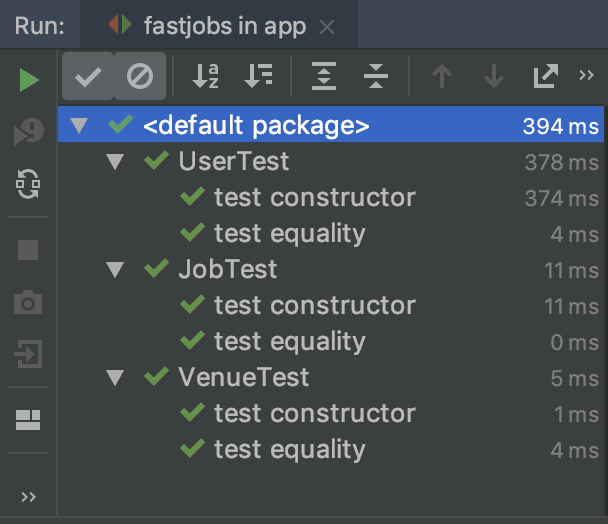 Run: fastjobs in app
<default package> 394 ms
UserTest 378 ms
test constructor 374 ms
test equality 4 ms
JobTest 11 ms
test constructor 11 ms
test equality 0 ms
VenueTest 5 ms
test constructor 1 ms
test equality 4 ms